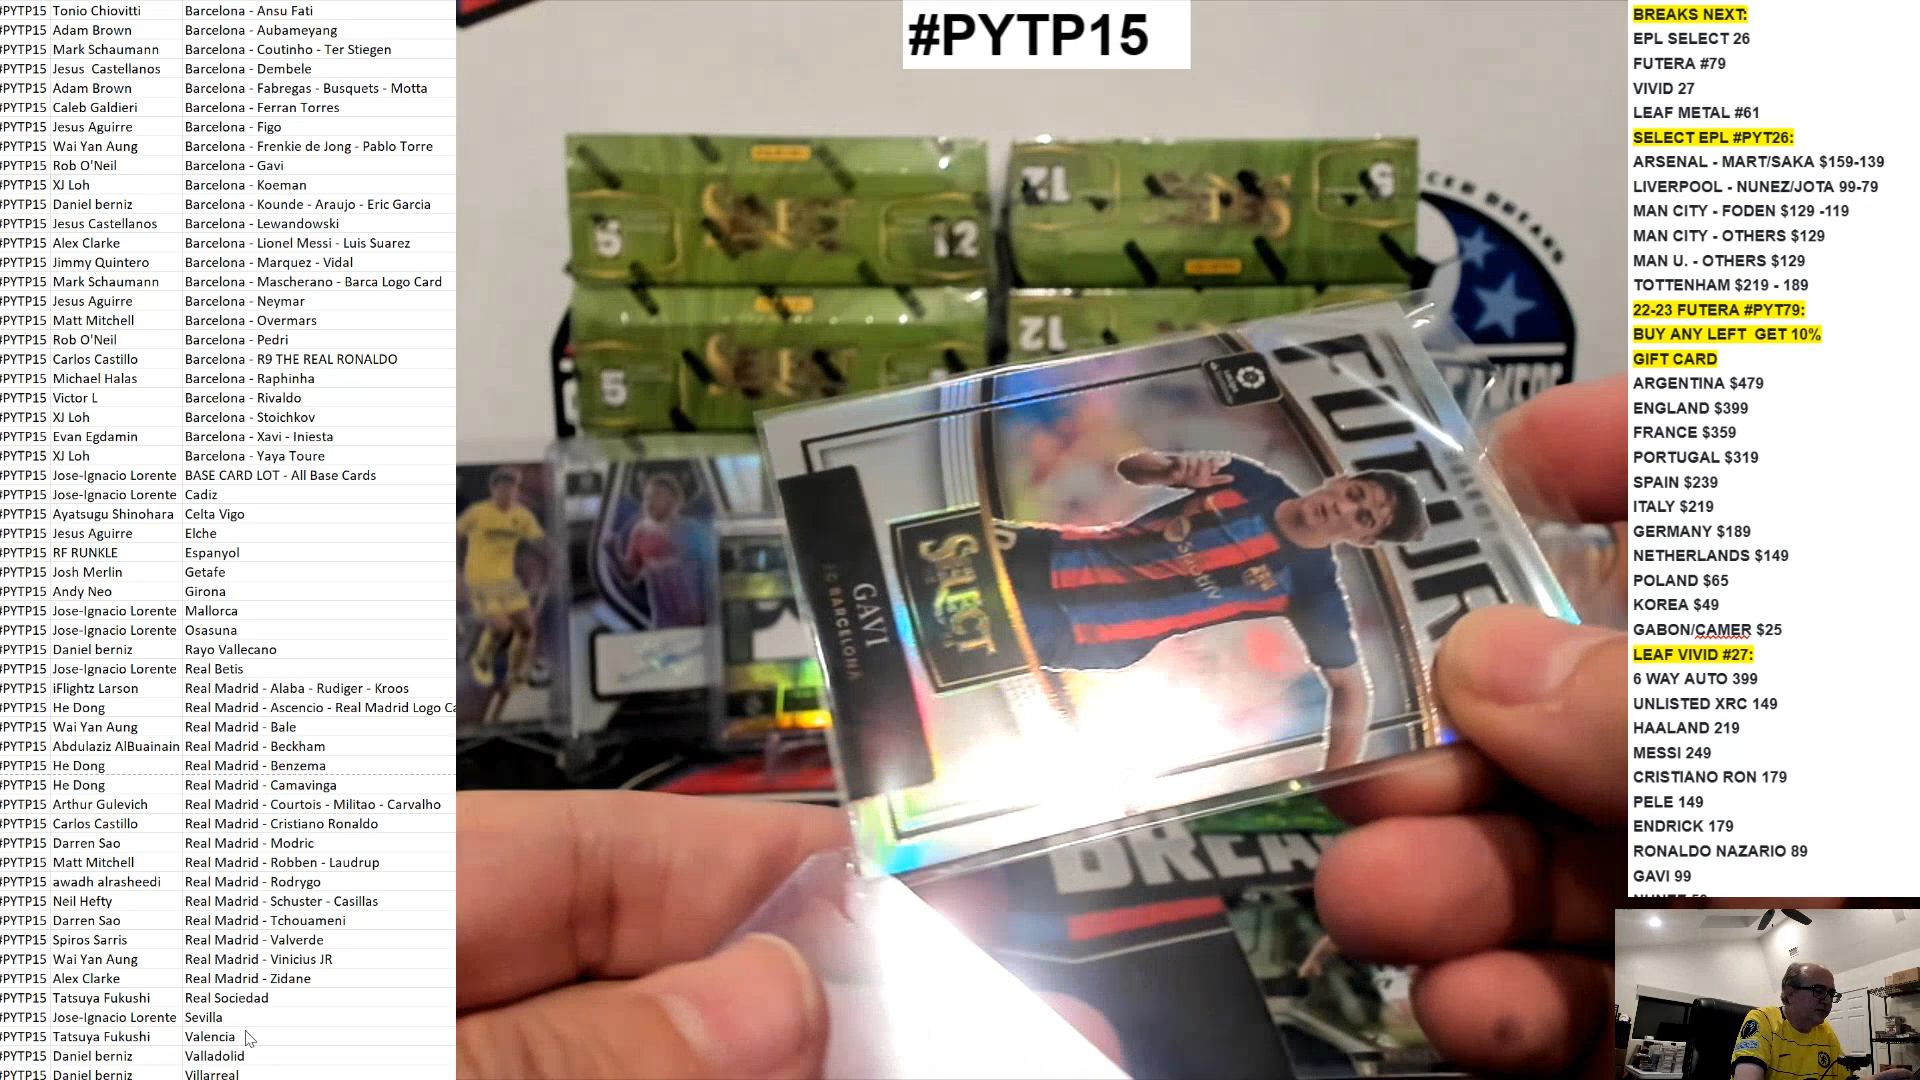 #PYTP15 Tonio Chiovitti Barcelona - Ansu Fati
#PYTP15 Adam Brown Barcelona - Aubameyang
#PYTP15 Mark Schaumann Barcelona - Coutinho - Ter Stiegen
#PYTP15 Jesus Castellanos Barcelona - Dembele
#PYTP15 Adam Brown Barcelona - Fabregas - Busquets - Motta
#PYTP15 Caleb Galdieri Barcelona - Ferran Torres
#PYTP15 Jesus Aguirre Barcelona - Figo
#PYTP15 Wai Yan Aung Barcelona - Frenkie de Jong - Pablo Torre
#PYTP15 Rob O'Neil Barcelona - Gavi
#PYTP15 XJ Loh Barcelona - Koeman
#PYTP15 Daniel berniz Barcelona - Kounde - Araujo - Eric Garcia
#PYTP15 Jesus Castellanos Barcelona - Lewandowski
#PYTP15 Alex Clarke Barcelona - Lionel Messi - Luis Suarez
#PYTP15 Jimmy Quintero Barcelona - Marquez - Vidal
#PYTP15 Mark Schaumann Barcelona - Mascherano - Barca Logo Card
#PYTP15 Jesus Aguirre Barcelona - Neymar
#PYTP15 Matt Mitchell Barcelona - Overmars
#PYTP15 Rob O'Neil Barcelona - Pedri
#PYTP15 Carlos Castillo Barcelona - R9 THE REAL RONALDO
#PYTP15 Michael Halas Barcelona - Raphinha
#PYTP15 Victor L Barcelona - Rivaldo
#PYTP15 XJ Loh Barcelona - Stoichkov
#PYTP15 Evan Egdamin Barcelona - Xavi - Iniesta
#PYTP15 XJ Loh Barcelona - Yaya Toure
#PYTP15 Jose-Ignacio Lorente BASE CARD LOT - All Base Cards
#PYTP15 Jose-Ignacio Lorente Cadiz
#PYTP15 Ayatsugu Shinohara Celta Vigo
#PYTP15 Jesus Aguirre Elche
#PYTP15 RF RUNKLE Espanyol
#PYTP15 Josh Merlin Getafe
#PYTP15 Andy Neo Girona
#PYTP15 Jose-Ignacio Lorente Mallorca
#PYTP15 Jose-Ignacio Lorente Osasuna
#PYTP15 Daniel berniz Rayo Vallecano
#PYTP15 Jose-Ignacio Lorente Real Betis
#PYTP15 iFlightz Larson Real Madrid - Alaba - Rudiger - Kroos
#PYTP15 He Dong Real Madrid - Ascencio - Real Madrid Logo Ca
#PYTP15 Wai Yan Aung Real Madrid - Bale
#PYTP15 Abdulaziz AlBuainain Real Madrid - Beckham
#PYTP15 He Dong Real Madrid - Benzema
#PYTP15 He Dong Real Madrid - Camavinga
#PYTP15 Arthur Gulevich Real Madrid - Courtois - Militao - Carvalho
#PYTP15 Carlos Castillo Real Madrid - Cristiano Ronaldo
#PYTP15 Darren Sao Real Madrid - Modric
#PYTP15 Matt Mitchell Real Madrid - Robben - Laudrup
#PYTP15 awadh alrasheedi Real Madrid - Rodrygo
#PYTP15 Neil Hefty Real Madrid - Schuster - Casillas
#PYTP15 Darren Sao Real Madrid - Tchouameni
#PYTP15 Spiros Sarris Real Madrid - Valverde
#PYTP15 Wai Yan Aung Real Madrid - Vinicius JR
#PYTP15 Alex Clarke Real Madrid - Zidane
#PYTP15 Tatsuya Fukushi Real Sociedad
#PYTP15 Jose-Ignacio Lorente Sevilla
#PYTP15 Tatsuya Fukushi Valencia
#PYTP15 Daniel berniz Valladolid
#PYTP15 Daniel berniz Villarreal
#PYTP15
PANINI
5 12
12 5
5
12
SELECT
GAVI
FC BARCELONA
BREA
BREAKS NEXT:
EPL SELECT 26
FUTERA #79
VIVID 27
LEAF METAL #61
SELECT EPL #PYT26:
ARSENAL - MART/SAKA $159-139
LIVERPOOL - NUNEZ/JOTA 99-79
MAN CITY - FODEN $129 -119
MAN CITY - OTHERS $129
MAN U. - OTHERS $129
TOTTENHAM $219 - 189
22-23 FUTERA #PYT79:
BUY ANY LEFT GET 10%
GIFT CARD
ARGENTINA $479
ENGLAND $399
FRANCE $359
PORTUGAL $319
SPAIN $239
ITALY $219
GERMANY $189
NETHERLANDS $149
POLAND $65
KOREA $49
GABON/CAMER $25
LEAF VIVID #27:
6 WAY AUTO 399
UNLISTED XRC 149
HAALAND 219
MESSI 249
CRISTIANO RON 179
PELE 149
ENDRICK 179
RONALDO NAZARIO 89
GAVI 99